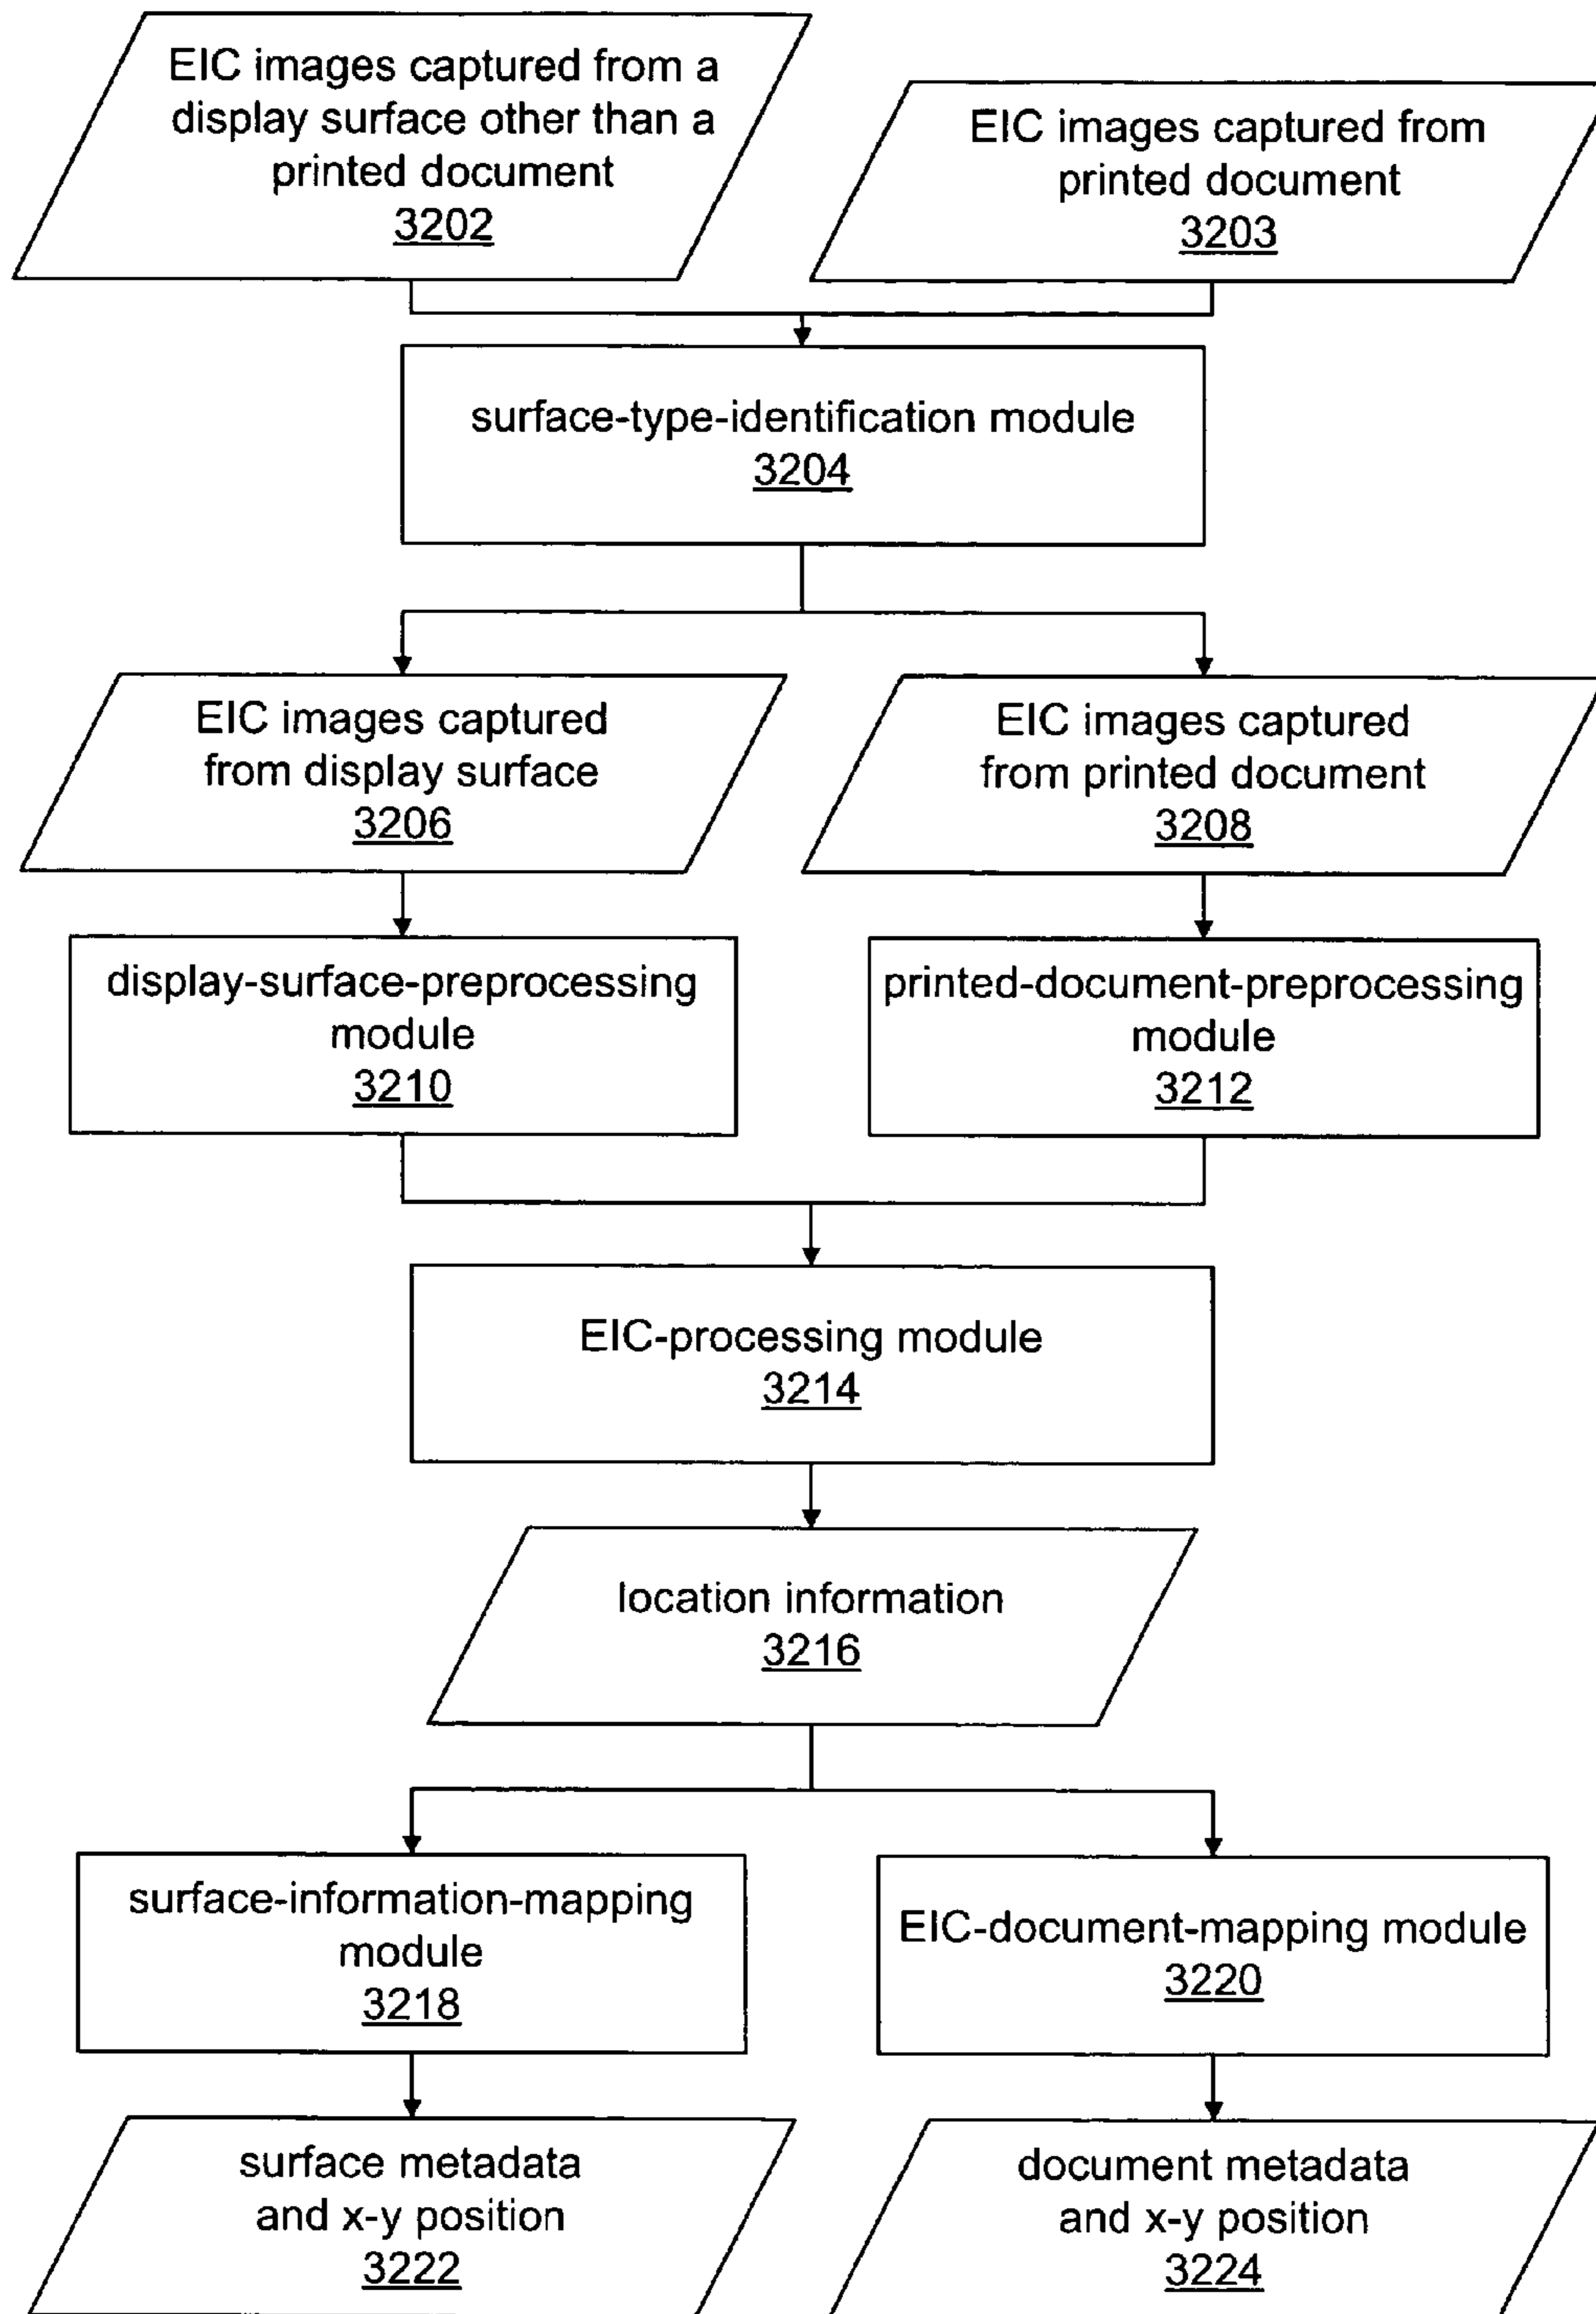 EIC images captured from a
display surface other than a
printed document
3202
EIC images captured from
printed document
3203
surface-type-identification module
3204
EIC images captured
from display surface
3206
EIC images captured
from printed document
3208
display-surface-preprocessing
module
3210
printed-document-preprocessing
module
3212
EIC-processing module
3214
location information
3216
surface-information-mapping
module
3218
EIC-document-mapping module
3220
surface metadata
and x-y position
3222
document metadata
and x-y position
3224